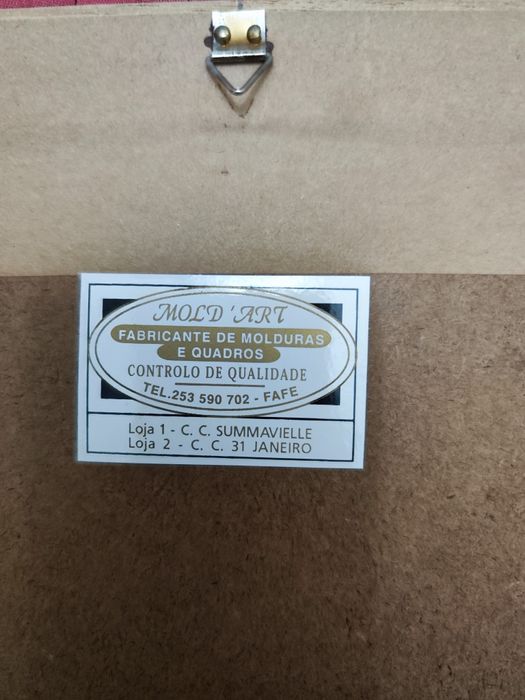 MOLD'ART
FABRICANTE DE MOLDURAS
E QUADROS
CONTROLO DE QUALIDADE
TEL.253 590 702 - FAFE
Loja 1 - C. C. SUMMAVIELLE
Loja 2 - C. C. 31 JANEIRO